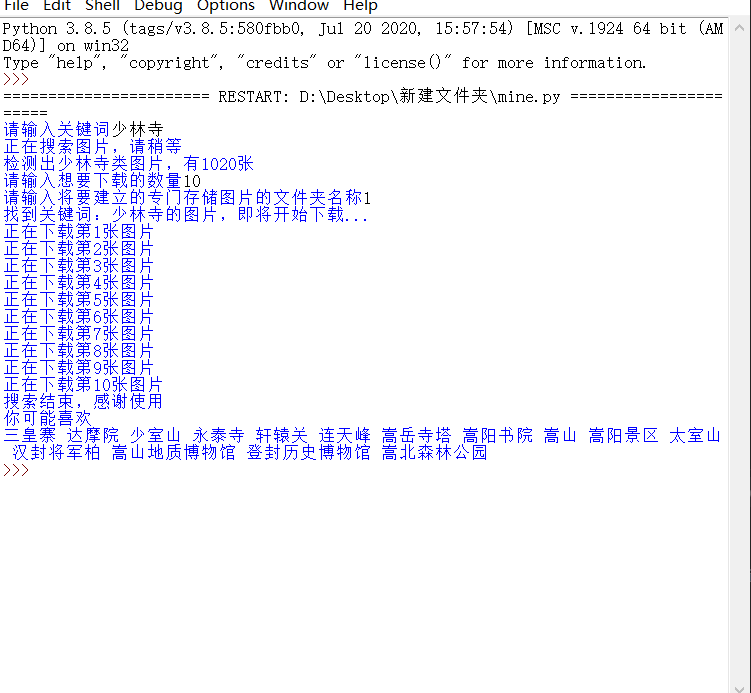 File Edit Shell Debug Options Window Help
Python 3.8.5 (tags/v3.8.5:580fbb0, Jul 20 2020, 15:57:54) [MSC v.1924 64 bit (AM
D64)] on win32
Type "help", "copyright", "credits" or "license()" for more information.
>>>
======================= RESTART: D:\Desktop\新建文件夹\mine.py =================
=====
请输入关键词少林寺
正在搜索图片，请稍等
检测出少林寺类图片，有1020张
请输入想要下载的数量10
请输入将要建立的专门存储图片的文件夹名称1
找到关键词：少林寺的图片，即将开始下载...
正在下载第1张图片
正在下载第2张图片
正在下载第3张图片
正在下载第4张图片
正在下载第5张图片
正在下载第6张图片
正在下载第7张图片
正在下载第8张图片
正在下载第9张图片
正在下载第10张图片
搜索结束，感谢使用
你可能喜欢
三皇寨 达摩院 少室山 永泰寺 轩辕关 连天峰 嵩岳寺塔 嵩阳书院 嵩山 嵩阳景区 太室山
汉封将军柏 嵩山地质博物馆 登封历史博物馆 嵩北森林公园
>>>